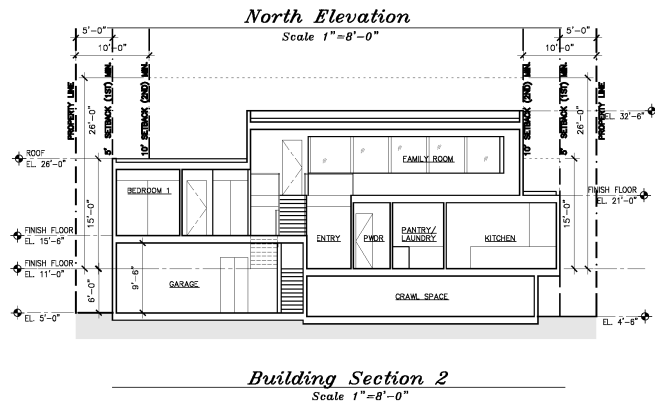 North Elevation
Scale 1"=8'-0"
5'-0" 5'-0"
10'-0" 10'-0"
PROPERTY LINE
5' SETBACK (1ST) MIN.
10' SETBACK (2ND) MIN.
10' SETBACK (2ND) MIN.
5' SETBACK (1ST) MIN.
PROPERTY LINE
26'-0" 26'-0"
EL. 32'-6"
ROOF
EL. 26'-0"
FAMILY ROOM
BEDROOM 1
FINISH FLOOR
EL. 21'-0"
15'-0" 15'-0"
FINISH FLOOR
EL. 15'-6"
ENTRY
PWDR
PANTRY/
LAUNDRY
KITCHEN
FINISH FLOOR
EL. 11'-0"
9'-6"
6'-0"
GARAGE
CRAWL SPACE
EL. 5'-0"
EL. 4'-6"
Building Section 2
Scale 1"=8'-0"